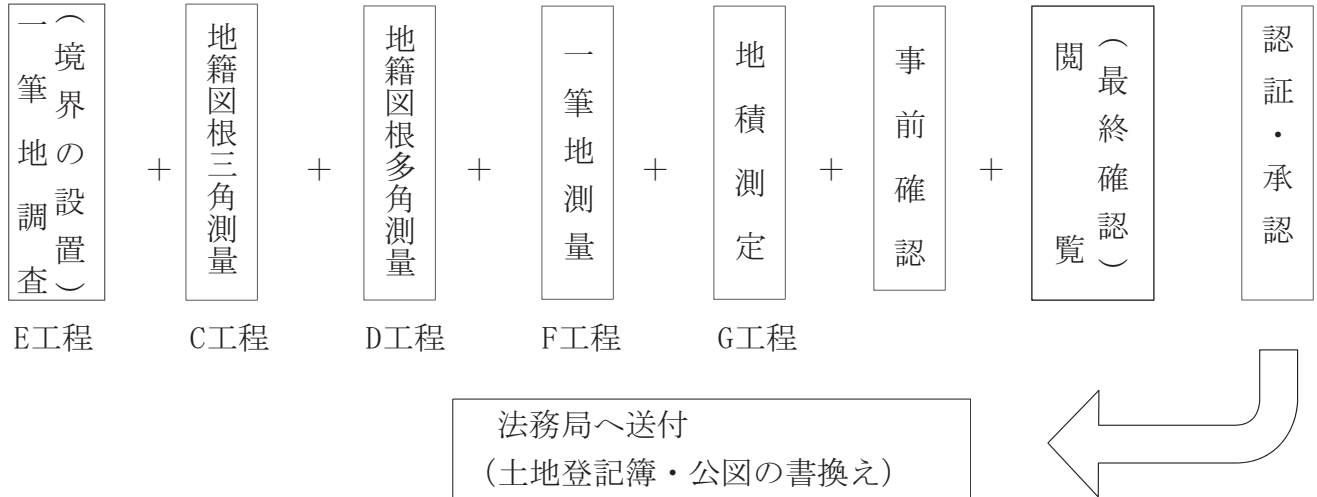 一筆地調査
(境界の設置)
+
地籍図根三角測量
+
地籍図根多角測量
+
一筆地測量
+
地積測定
+
事前確認
+
閲覧
(最終確認)
認証・承認
E工程
C工程
D工程
F工程
G工程
法務局へ送付
(土地登記簿・公図の書換え)